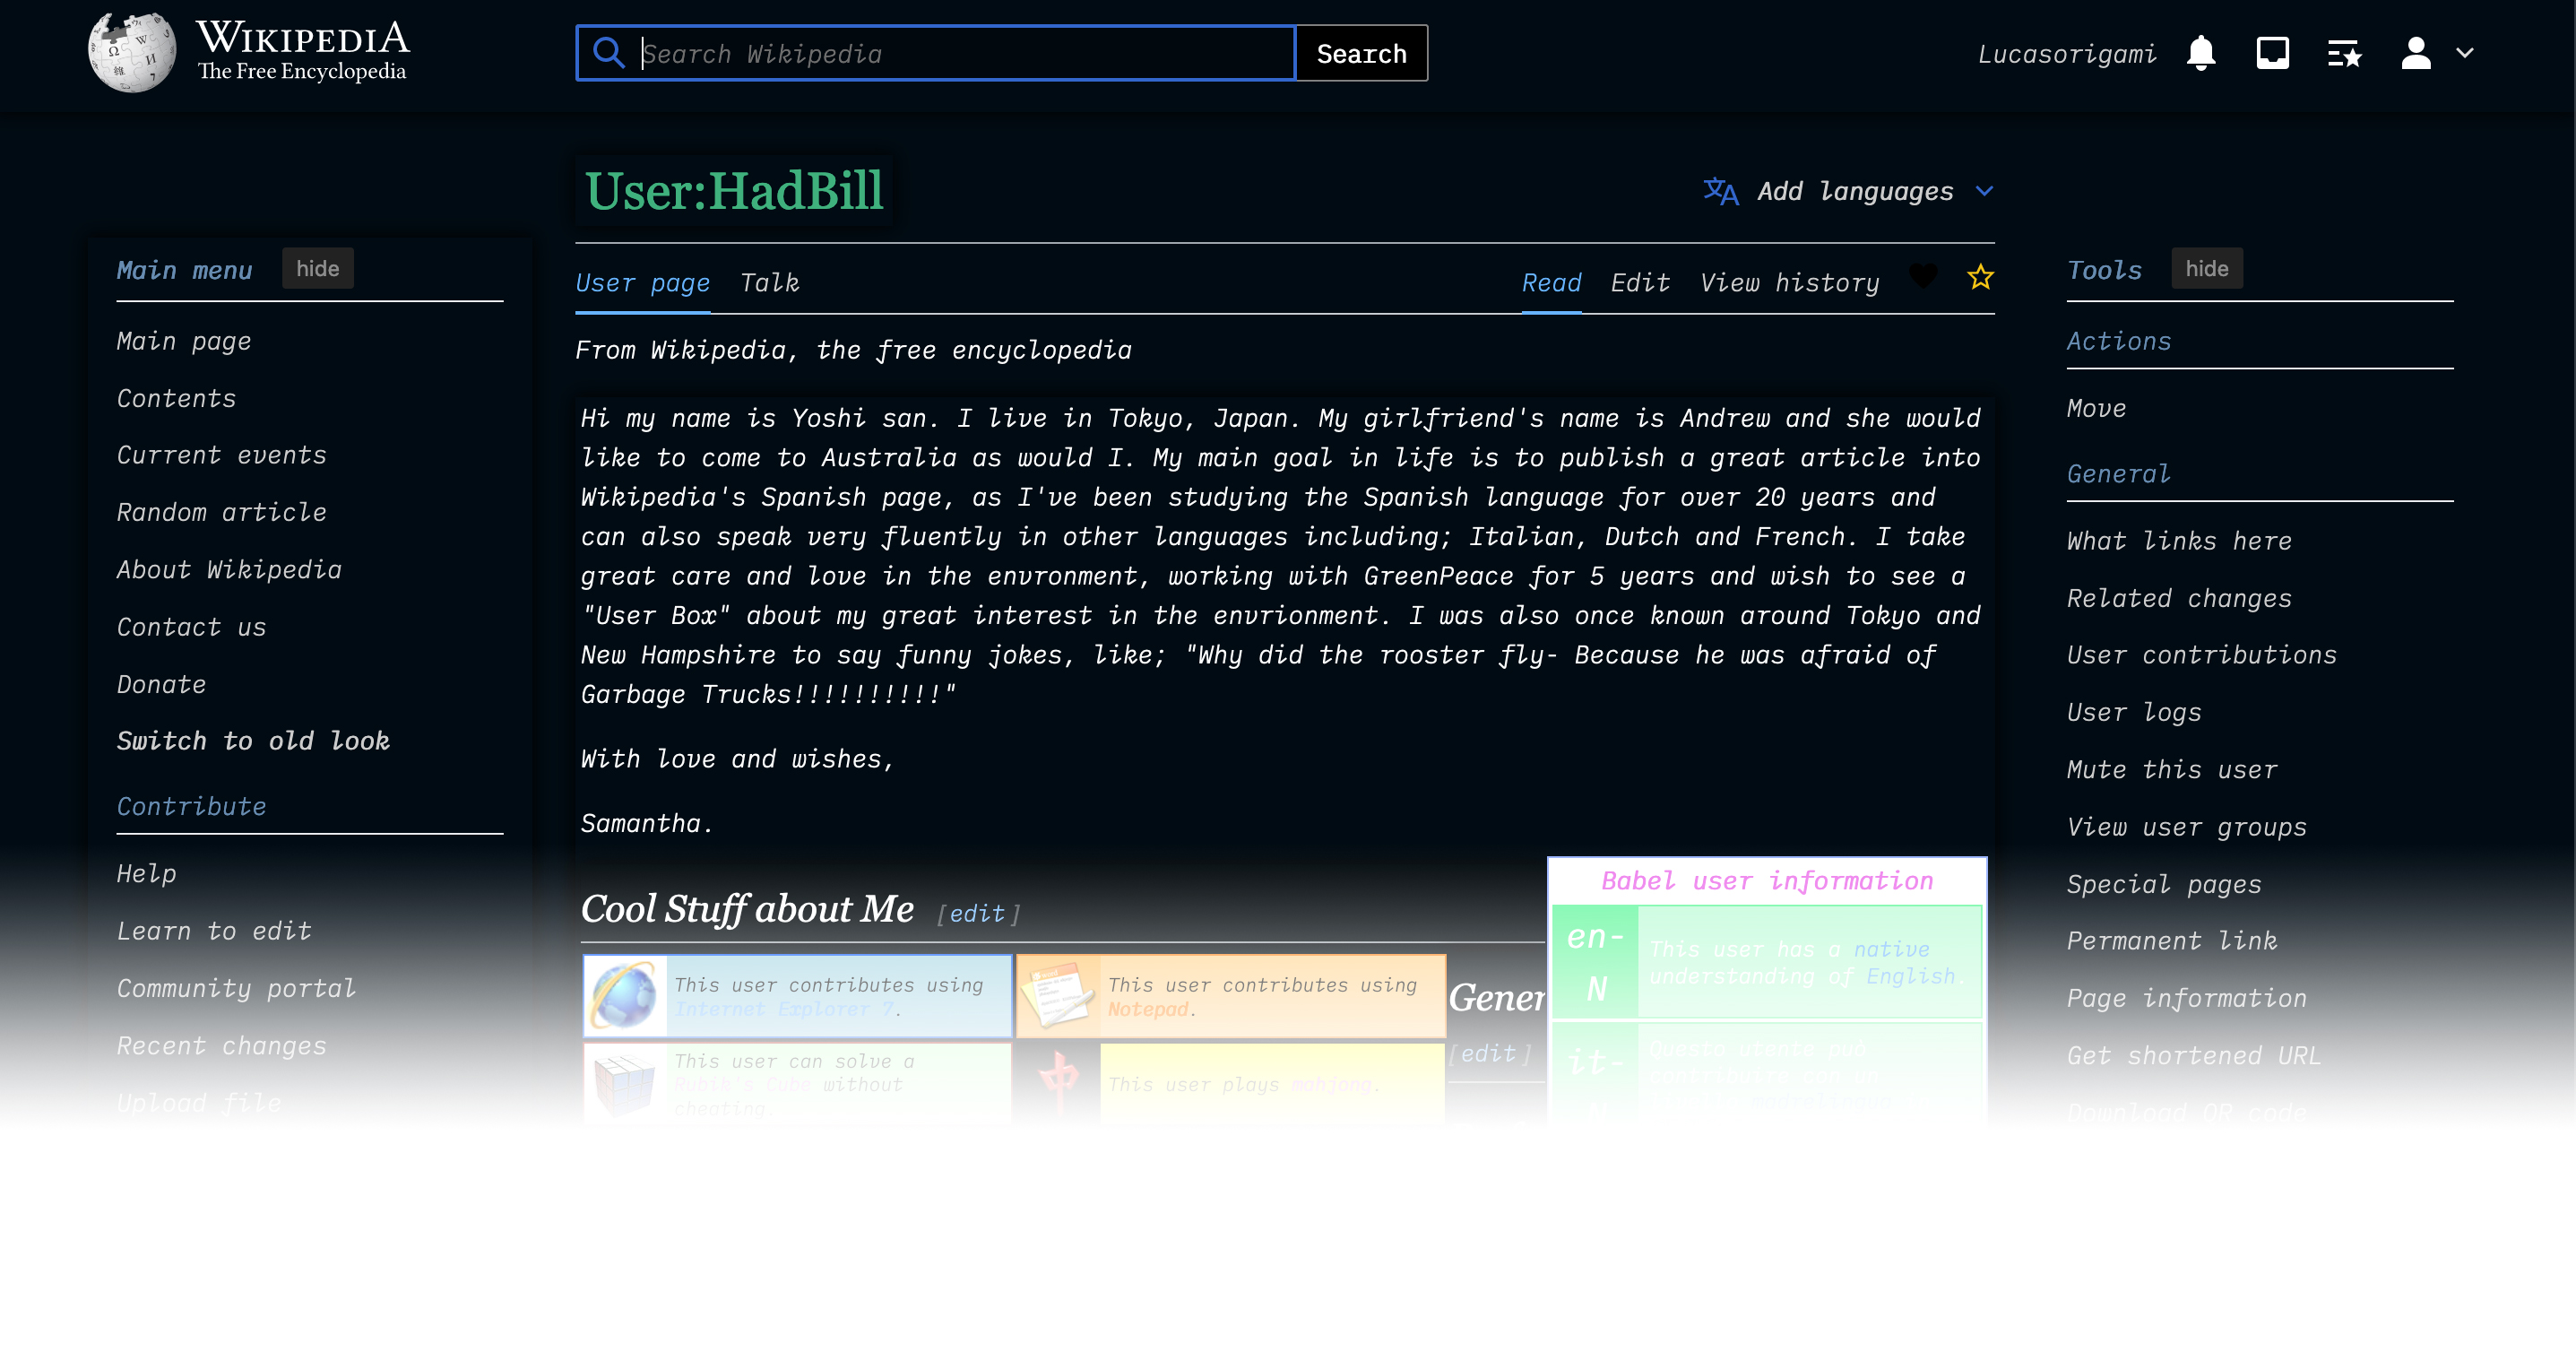 WIKIPEDIA
The Free Encyclopedia
Search Wikipedia
Search
Lucasorigami
User:HadBill
Add languages
Main menu
hide
Main page
Contents
Current events
Random article
About Wikipedia
Contact us
Donate
Switch to old look
Contribute
Help
Learn to edit
Community portal
Recent changes
Upload file
User page
Talk
Read
Edit
View history
From Wikipedia, the free encyclopedia
Hi my name is Yoshi san. I live in Tokyo, Japan. My girlfriend's name is Andrew and she would
like to come to Australia as would I. My main goal in life is to publish a great article into
Wikipedia's Spanish page, as I've been studying the Spanish language for over 20 years and
can also speak very fluently in other languages including; Italian, Dutch and French. I take
great care and love in the envronment, working with GreenPeace for 5 years and wish to see a
"User Box" about my great interest in the envrionment. I was also once known around Tokyo and
New Hampshire to say funny jokes, like; "Why did the rooster fly- Because he was afraid of
Garbage Trucks!!!!!!!!!!"
With love and wishes,
Samantha.
Cool Stuff about Me [edit]
This user contributes using
Internet Explorer 7.
This user contributes using
Notepad.
This user can solve a
Rubik's Cube without
cheating.
中
This user plays mahjong.
Gener
[edit]
Babel user information
en-
N
This user has a native
understanding of English.
it-
Questo utente può
Tools
hide
Actions
Move
General
What links here
Related changes
User contributions
User logs
Mute this user
View user groups
Special pages
Permanent link
Page information
Get shortened URL
Download QR code